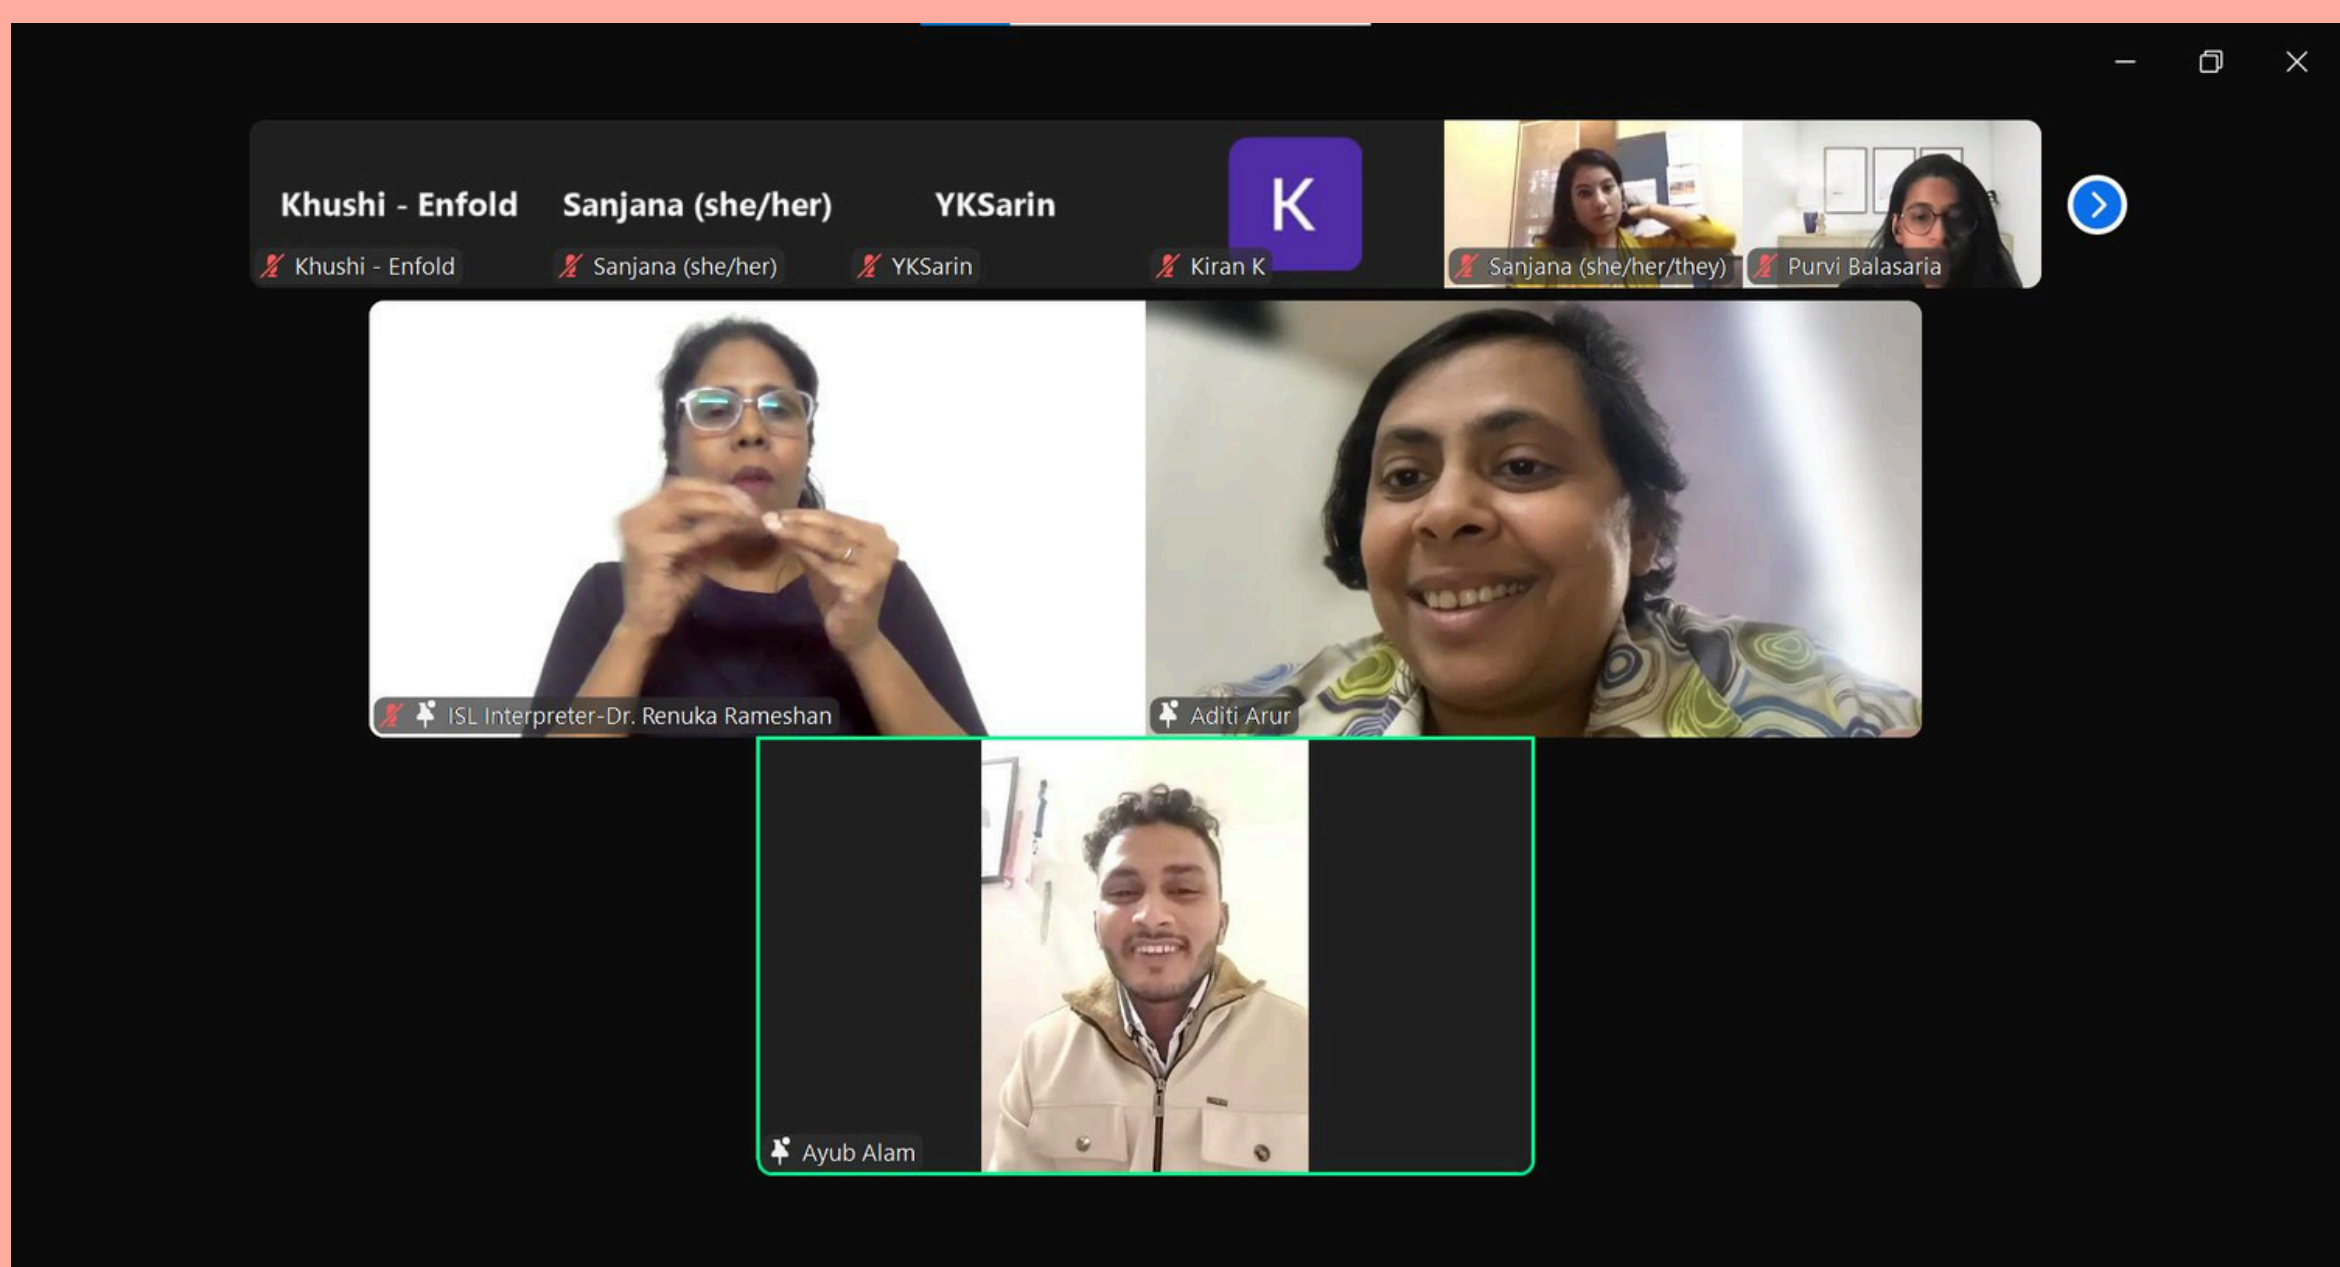 Khushi - Enfold
Sanjana (she/her)
YKSarin
K
Khushi - Enfold
Sanjana (she/her)
YKSarin
Kiran K
Sanjana (she/her/they)
Purvi Balasaria
ISL Interpreter-Dr. Renuka Rameshan
Aditi Arur
Ayub Alam